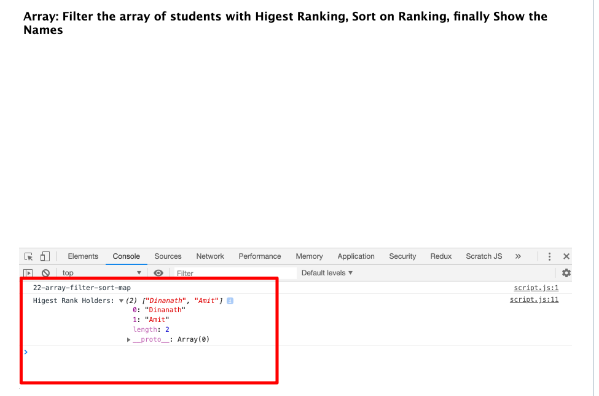 Array: Filter the array of students with Higest Ranking, Sort on Ranking, finally Show the
Names
Elements Console Sources Network Performance Memory Application Security Redux Scratch JS »
top ▼ Filter Default levels ▼
22-array-filter-sort-map script.js:1
Higest Rank Holders: ▼(2) ["Dinanath", "Amit"] i script.js:11
0: "Dinanath"
1: "Amit"
length: 2
▶ __proto__: Array(0)
>